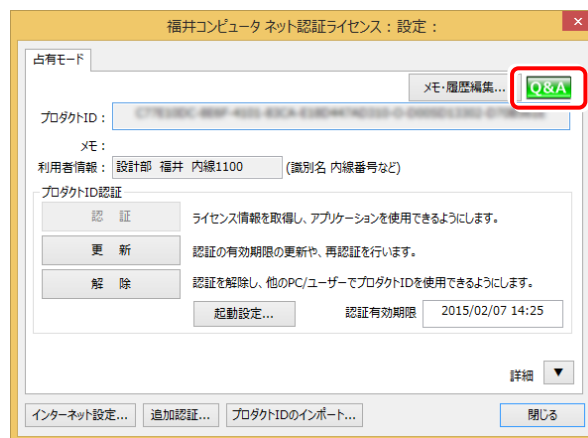 福井コンピュータ ネット認証ライセンス：設定：
占有モード
メモ・履歴編集... Q&A
プロダクトID：
メモ：
利用者情報： 設計部 福井 内線1100 (識別名 内線番号など)
プロダクトID認証
認 証 ライセンス情報を取得し、アプリケーションを使用できるようにします。
更 新 認証の有効期限の更新や、再認証を行います。
解 除 認証を解除し、他のPC/ユーザーでプロダクトIDを使用できるようにします。
起動設定... 認証有効期限 2015/02/07 14:25
詳細 ▼
インターネット設定... 追加認証... プロダクトIDのインポート... 閉じる